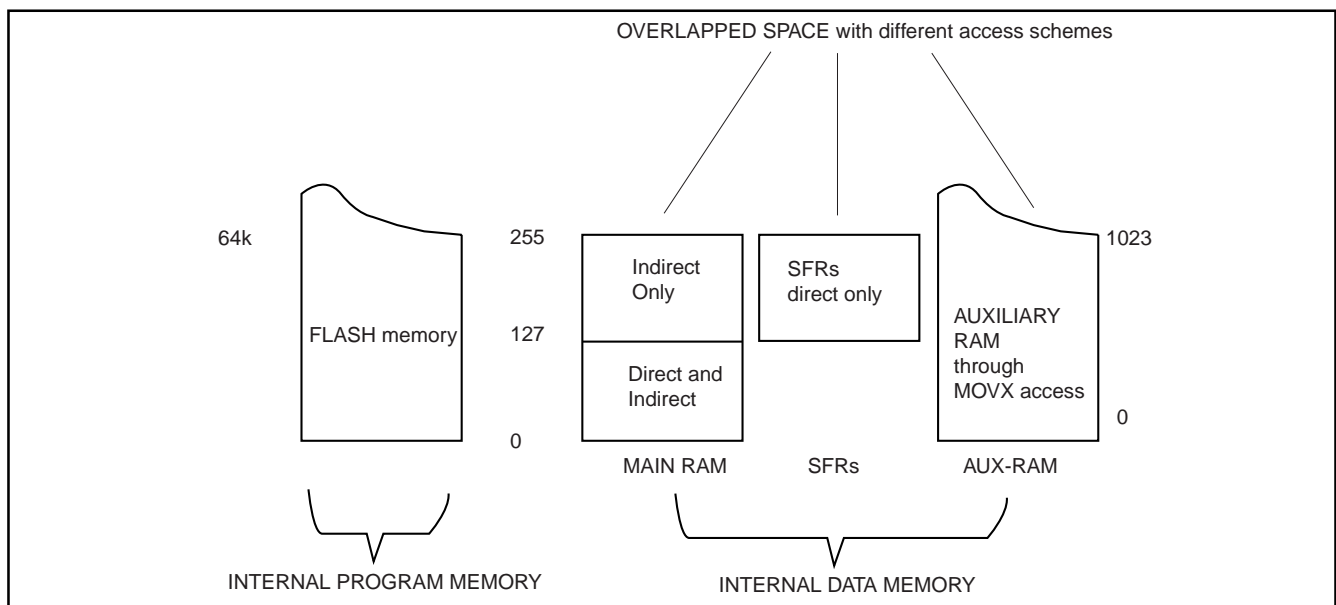 OVERLAPPED SPACE with different access schemes
64k
255
1023
Indirect
Only
SFRs
direct only
FLASH memory
127
AUXILIARY
RAM
through
MOVX access
Direct and
Indirect
0
0
MAIN RAM
SFRs
AUX-RAM
INTERNAL PROGRAM MEMORY
INTERNAL DATA MEMORY